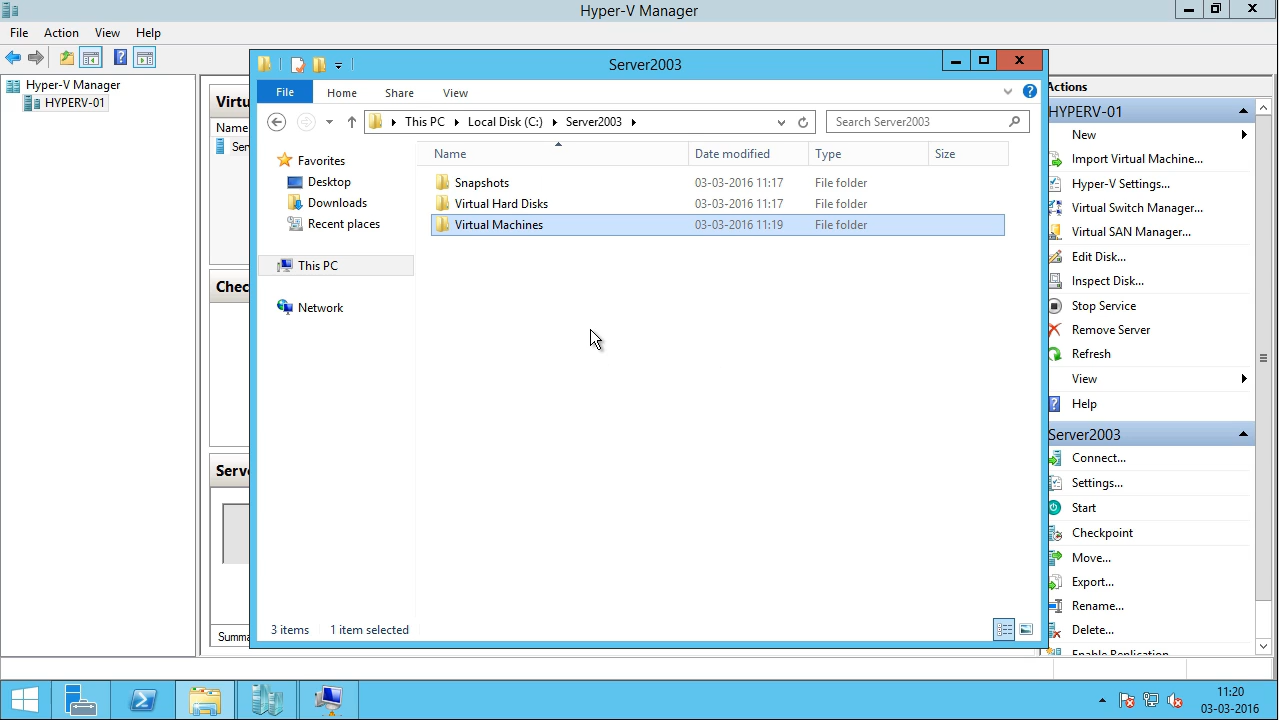 Hyper-V Manager
File Action View Help
Hyper-V Manager
HYPERV-01
Virtu
Name
Ser
Chec
Serve
Summa
Server2003
File Home Share View
This PC Local Disk (C:) Server2003
Search Server2003
Favorites
Desktop
Downloads
Recent places
This PC
Network
Name Date modified Type Size
Snapshots 03-03-2016 11:17 File folder
Virtual Hard Disks 03-03-2016 11:17 File folder
Virtual Machines 03-03-2016 11:19 File folder
3 items 1 item selected
Actions
HYPERV-01
New
Import Virtual Machine...
Hyper-V Settings...
Virtual Switch Manager...
Virtual SAN Manager...
Edit Disk...
Inspect Disk...
Stop Service
Remove Server
Refresh
View
Help
Server2003
Connect...
Settings...
Start
Checkpoint
Move...
Export...
Rename...
Delete...
Enable Replication
11:20
03-03-2016